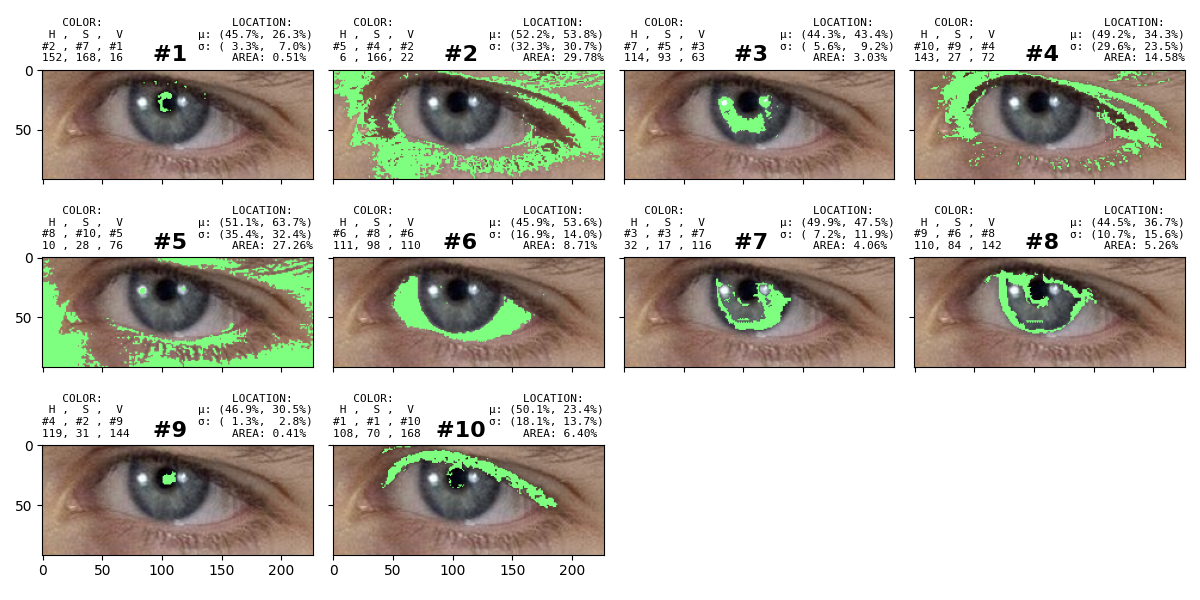 COLOR: LOCATION:
H , S , V μ: (45.7%, 26.3%)
#2 , #7 , #1 σ: ( 3.3%, 7.0%)
152, 168, 16 #1 AREA: 0.51%
COLOR: LOCATION:
H , S , V μ: (52.2%, 53.8%)
#5 , #4 , #2 σ: (32.3%, 30.7%)
6 , 166, 22 #2 AREA: 29.78%
COLOR: LOCATION:
H , S , V μ: (44.3%, 43.4%)
#7 , #5 , #3 σ: ( 5.6%, 9.2%)
114, 93 , 63 #3 AREA: 3.03%
COLOR: LOCATION:
H , S , V μ: (49.2%, 34.3%)
#10, #9 , #4 σ: (29.6%, 23.5%)
143, 27 , 72 #4 AREA: 14.58%
0
50
COLOR: LOCATION:
H , S , V μ: (51.1%, 63.7%)
#8 , #10, #5 σ: (35.4%, 32.4%)
10 , 28 , 76 #5 AREA: 27.26%
COLOR: LOCATION:
H , S , V μ: (45.9%, 53.6%)
#6 , #8 , #6 σ: (16.9%, 14.0%)
111, 98 , 110 #6 AREA: 8.71%
COLOR: LOCATION:
H , S , V μ: (49.9%, 47.5%)
#3 , #3 , #7 σ: ( 7.2%, 11.9%)
32 , 17 , 116 #7 AREA: 4.06%
COLOR: LOCATION:
H , S , V μ: (44.5%, 36.7%)
#9 , #6 , #8 σ: (10.7%, 15.6%)
110, 84 , 142 #8 AREA: 5.26%
0
50
COLOR: LOCATION:
H , S , V μ: (46.9%, 30.5%)
#4 , #2 , #9 σ: ( 1.3%, 2.8%)
119, 31 , 144 #9 AREA: 0.41%
COLOR: LOCATION:
H , S , V μ: (50.1%, 23.4%)
#1 , #1 , #10 σ: (18.1%, 13.7%)
108, 70 , 168 #10 AREA: 6.40%
0
50
0 50 100 150 200
0 50 100 150 200